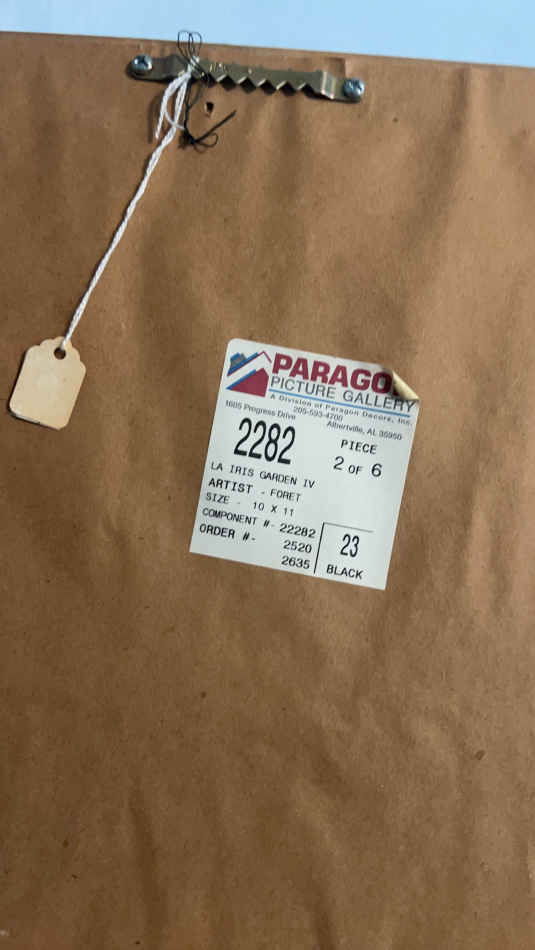 PARAGO
PICTURE GALLERY
A Division of Paragon Decors, Inc.
1605 Progress Drive
205-593-4700
Albertville, AL 35950
2282
PIECE
2 OF 6
LA IRIS GARDEN IV
ARTIST - FORET
SIZE - 10 X 11
COMPONENT #- 22282
ORDER #- 2520
2635
23
BLACK